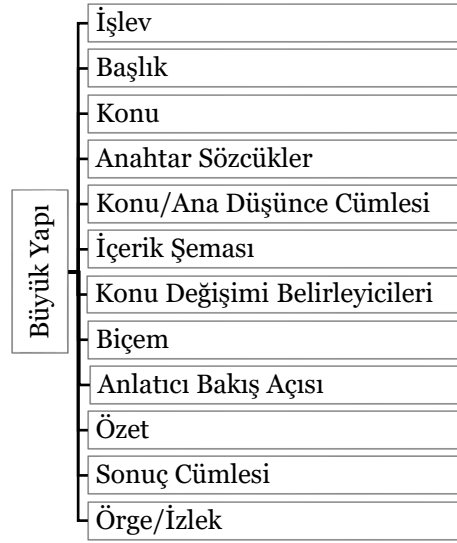 İşlev
Başlık
Konu
Anahtar Sözcükler
Konu/Ana Düşünce Cümlesi
İçerik Şeması
Konu Değişimi Belirleyicileri
Biçem
Anlatıcı Bakış Açısı
Özet
Sonuç Cümlesi
Örge/İzlek
Büyük Yapı